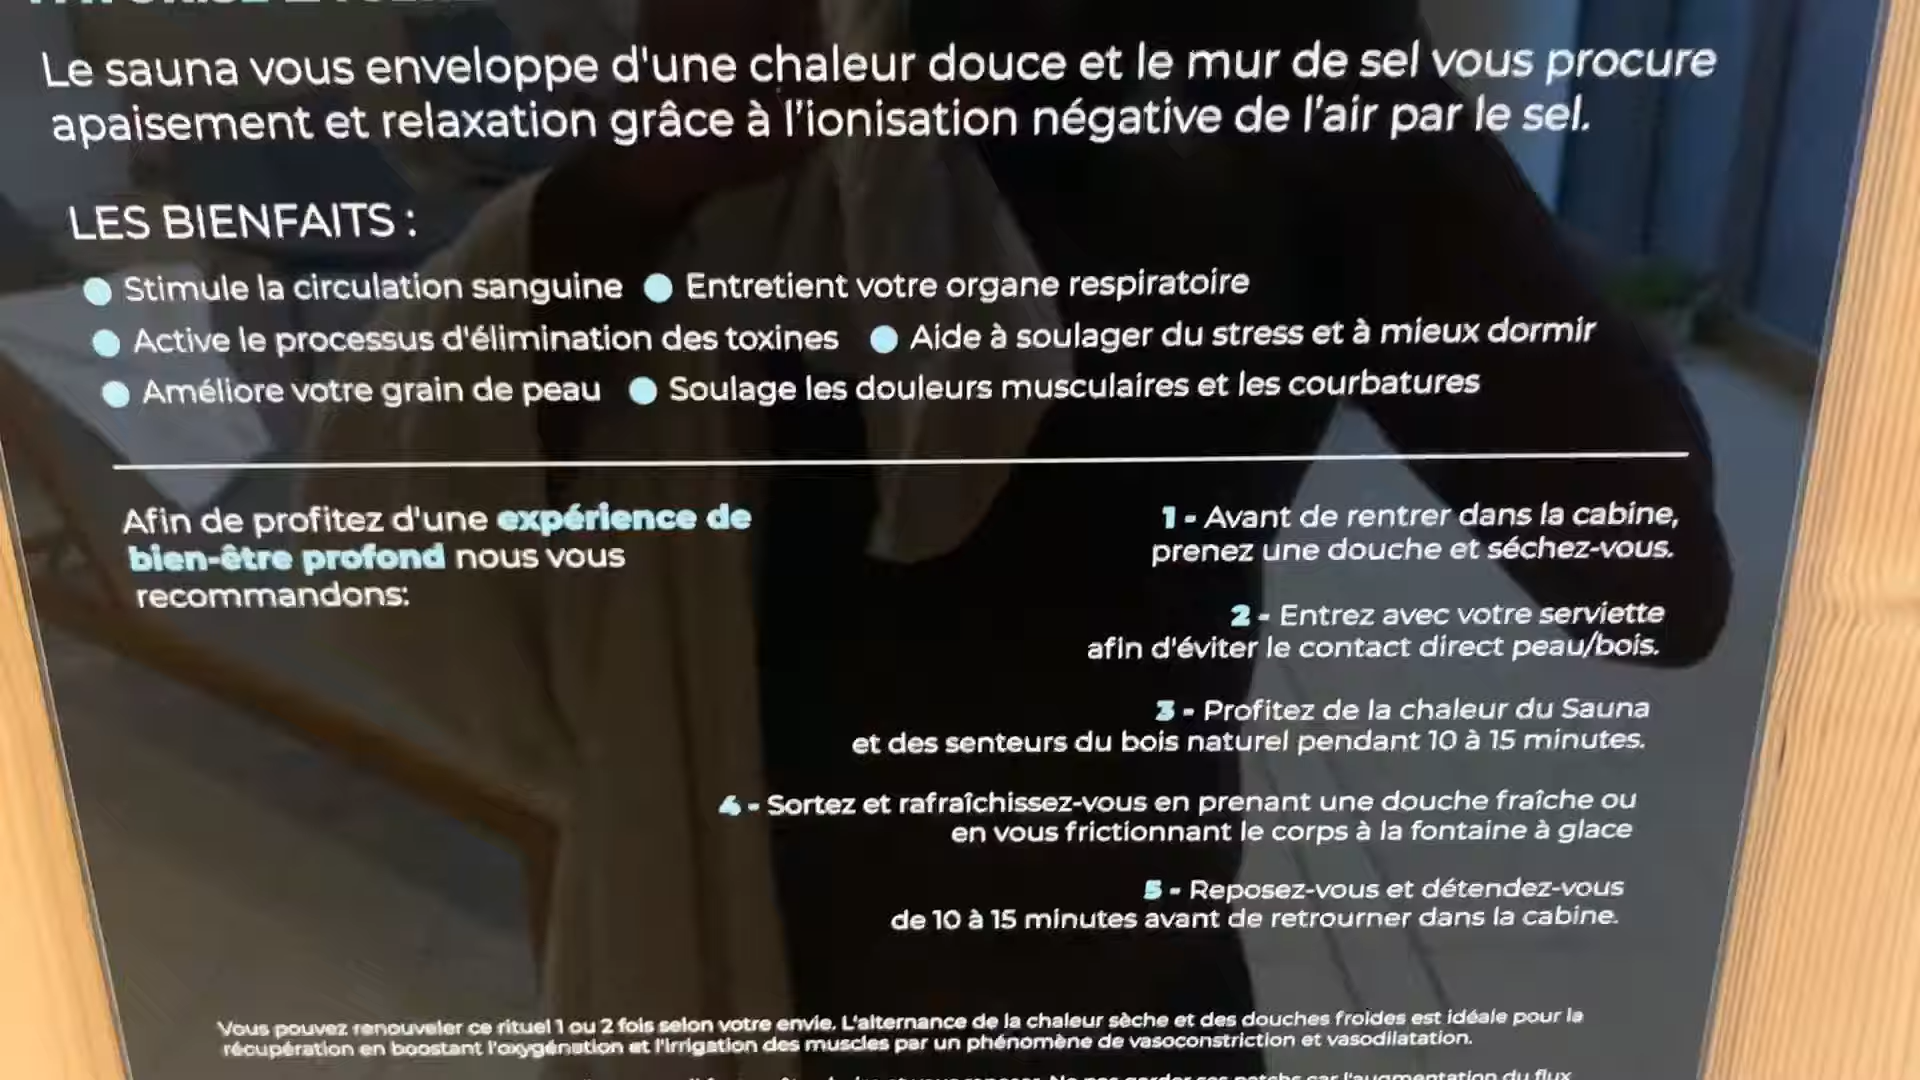 Le sauna vous enveloppe d'une chaleur douce et le mur de sel vous procure
apaisement et relaxation grâce à l'ionisation négative de l'air par le sel.
LES BIENFAITS :
Stimule la circulation sanguine Entretient votre organe respiratoire
Active le processus d'élimination des toxines Aide à soulager du stress et à mieux dormir
Améliore votre grain de peau Soulage les douleurs musculaires et les courbatures
Afin de profitez d'une expérience de
bien-être profond nous vous
recommandons:
1 - Avant de rentrer dans la cabine,
prenez une douche et séchez-vous.
2 - Entrez avec votre serviette
afin d'éviter le contact direct peau/bois.
3 - Profitez de la chaleur du Sauna
et des senteurs du bois naturel pendant 10 à 15 minutes.
4 - Sortez et rafraîchissez-vous en prenant une douche fraîche ou
en vous frictionnant le corps à la fontaine à glace
5 - Reposez-vous et détendez-vous
de 10 à 15 minutes avant de retrourner dans la cabine.
Vous pouvez renouveler ce rituel 1 ou 2 fois selon votre envie. L'alternance de la chaleur sèche et des douches froides est idéale pour la
récupération en boostant l'oxygénation et l'irrigation des muscles par un phénomène de vasoconstriction et vasodilatation.